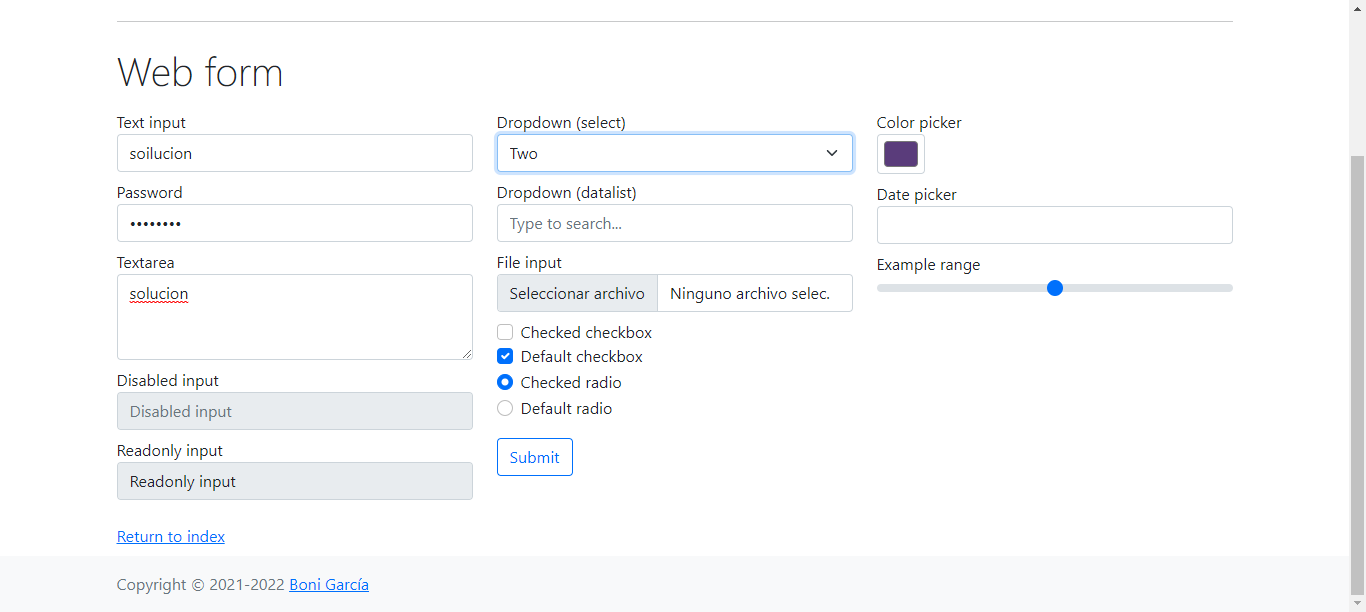 Web form
Text input
soilucion
Password
••••••••
Textarea
solucion
Disabled input
Disabled input
Readonly input
Readonly input
Dropdown (select)
Two
Dropdown (datalist)
Type to search...
File input
Seleccionar archivo Ninguno archivo selec.
Checked checkbox
Default checkbox
Checked radio
Default radio
Submit
Color picker
Date picker
Example range
Return to index
Copyright © 2021-2022 Boni García